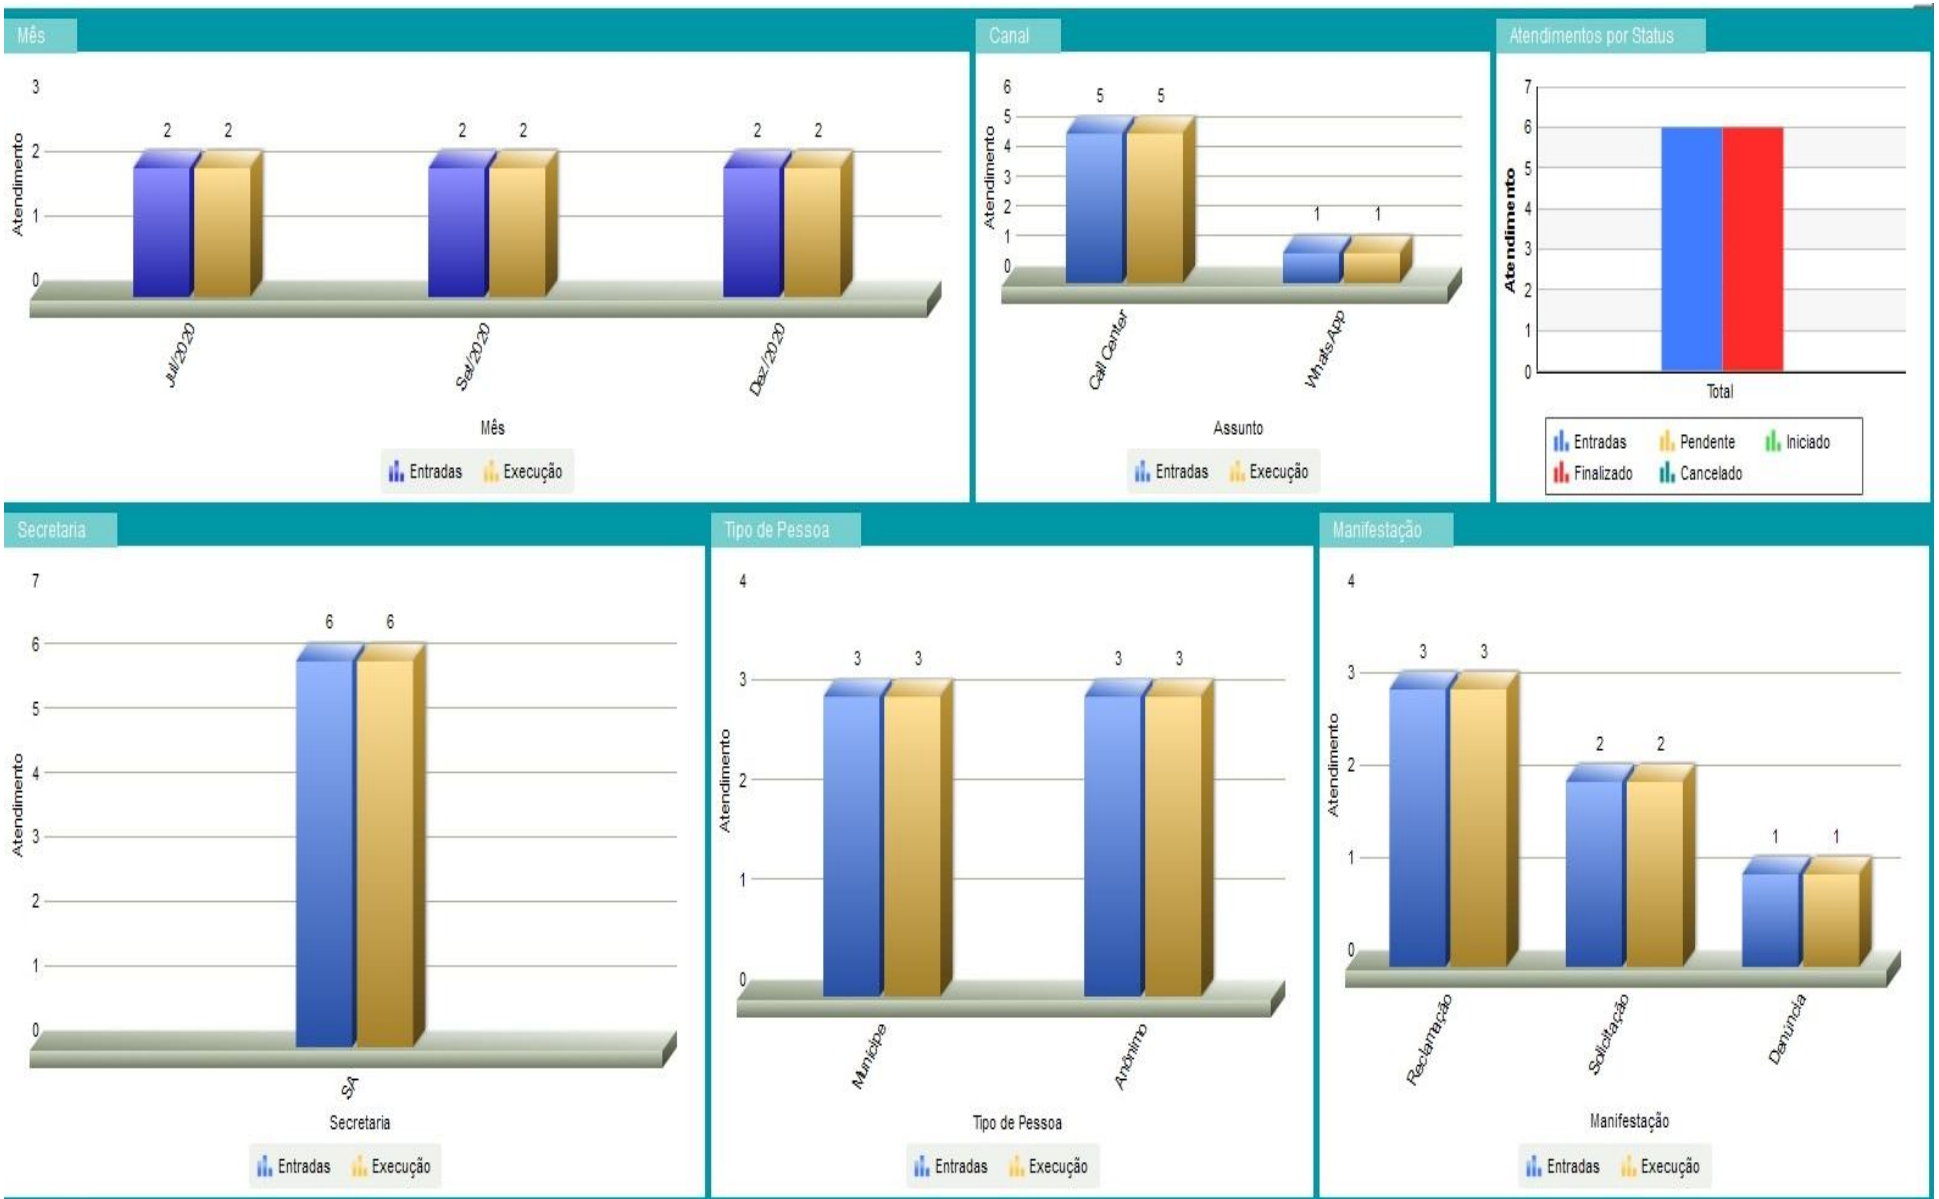 Mês
3
2
1
0
Atendimento
2 2
2 2
2 2
Jul/2020
Set/2020
Dez/2020
Mês
Entradas Execução
Canal
6
5
4
3
2
1
0
Atendimento
5 5
1 1
Call Center
WhatsApp
Assunto
Entradas Execução
Atendimentos por Status
7
6
5
4
3
2
1
0
Atendimento
Total
Entradas Pendente Iniciado
Finalizado Cancelado
Secretaria
7
6
5
4
3
2
1
0
Atendimento
6 6
SA
Secretaria
Entradas Execução
Tipo de Pessoa
4
3
2
1
0
Atendimento
3 3
3 3
Munícipe
Anônimo
Tipo de Pessoa
Entradas Execução
Manifestação
4
3
2
1
0
Atendimento
3 3
2 2
1 1
Reclamação
Solicitação
Denúncia
Manifestação
Entradas Execução